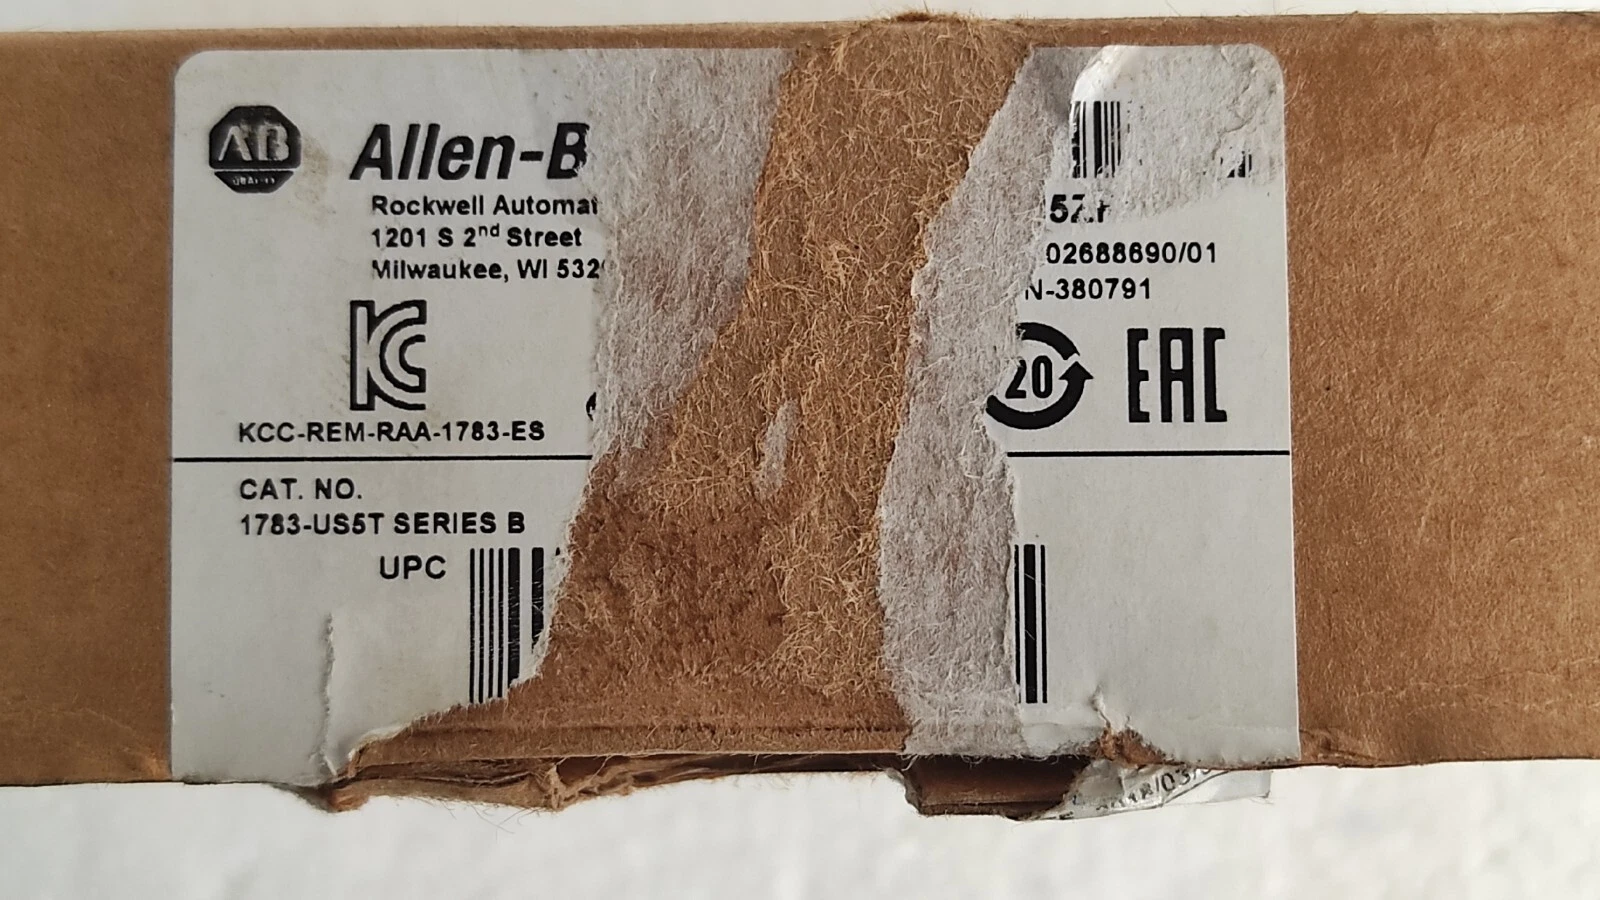 AB
Allen-B
Rockwell Automat
1201 S 2nd Street
Milwaukee, WI 532
KCC-REM-RAA-1783-ES
02688690/01
N-380791
20
EAC
CAT. NO.
1783-US5T SERIES B
UPC